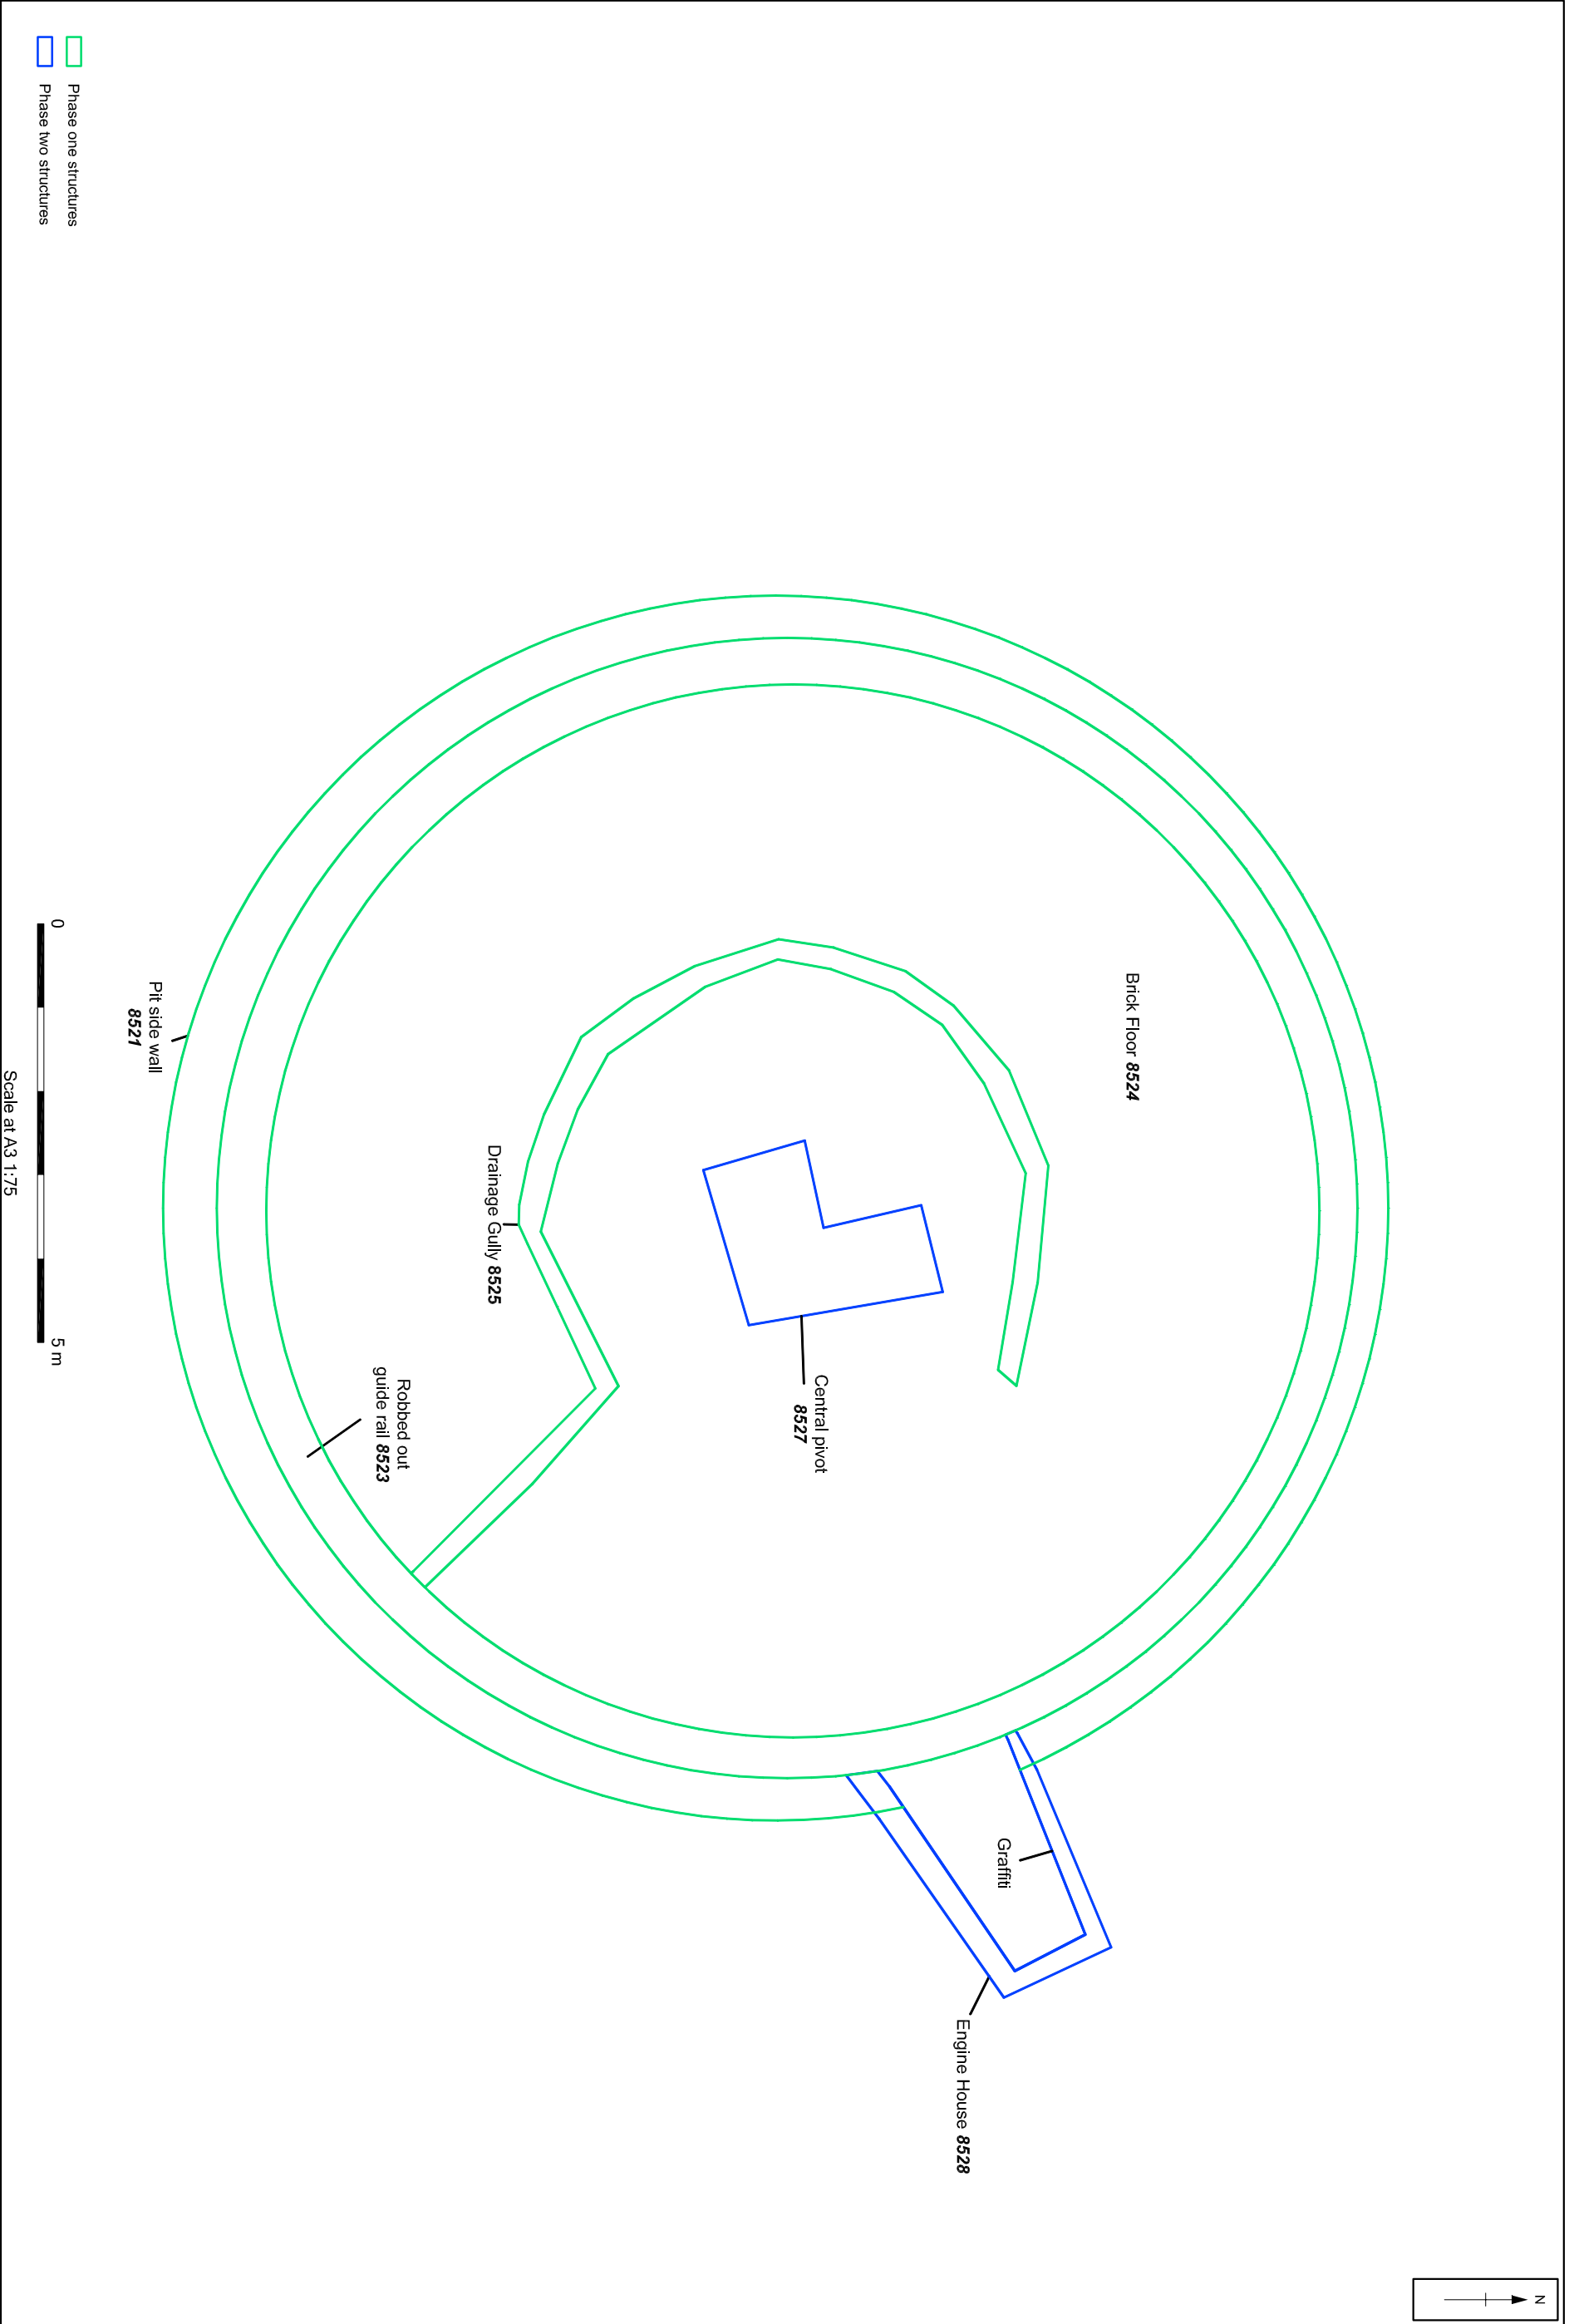 N
Brick Floor 8524
Graffiti
Engine House 8528
Central pivot
8527
Drainage Gully 8525
Robbed out
guide rail 8523
Pit side wall
8521
Phase one structures
Phase two structures
0
5 m
Scale at A3 1:75